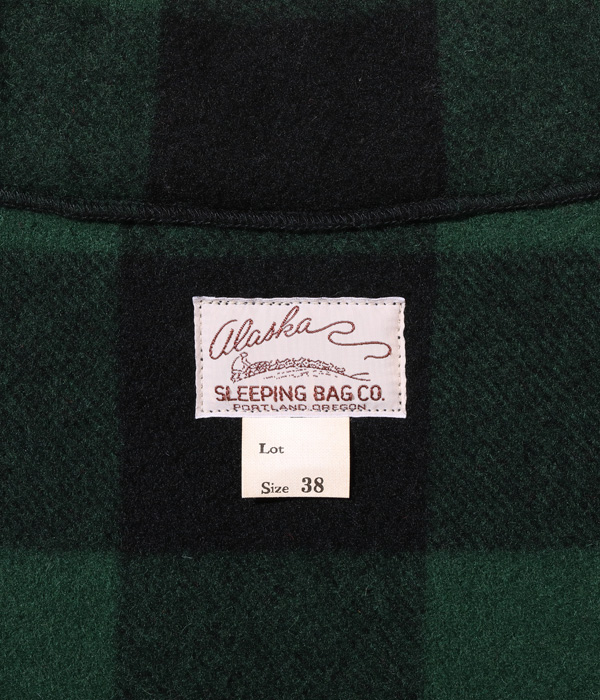 Alaska
SLEEPING BAG CO.
PORTLAND, OREGON
Lot
Size 38